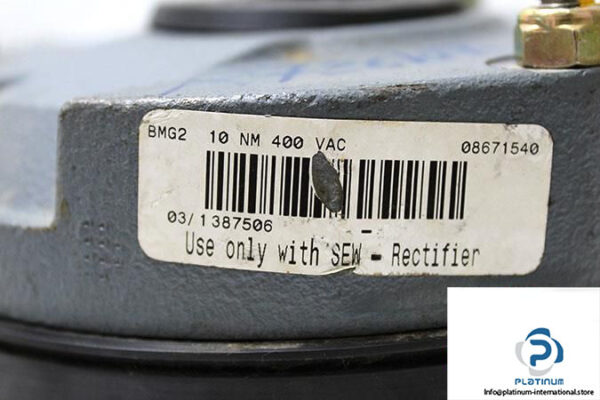 BMG2 10 NM 400 VAC 08671540
03/1387506 -
Use only with SEW - Rectifier
PLATINUM
Info@platinum-international.store